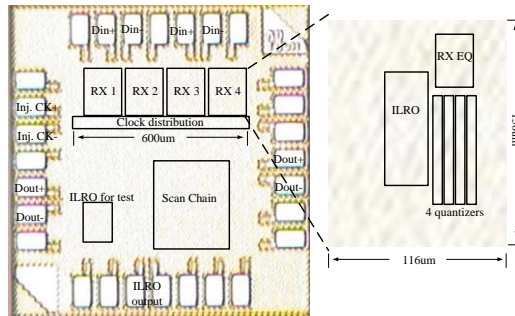 Din+ Din- Din+ Din-
RX 1 RX 2 RX 3 RX 4
Clock distribution
600um
Inj. CK+
Inj. CK-
Dout+
Dout-
Dout+
Dout-
ILRO for test
Scan Chain
ILRO
output
RX EQ
ILRO
4 quantizers
116um